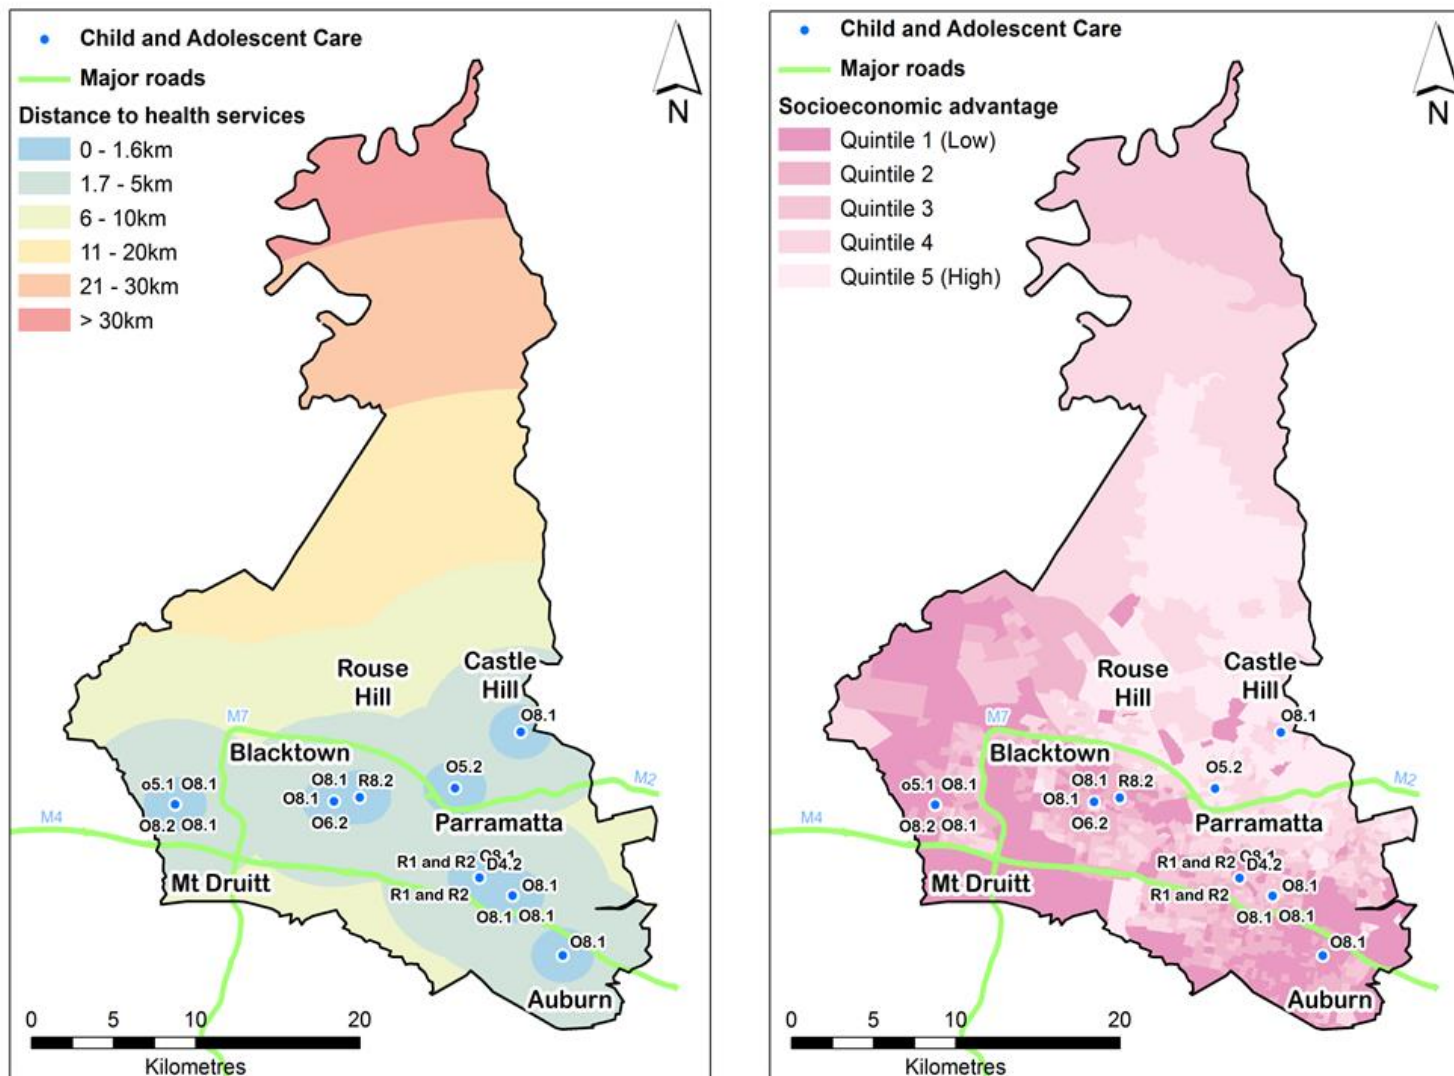 Child and Adolescent Care
Major roads
Distance to health services
0 - 1.6km
1.7 - 5km
6 - 10km
11 - 20km
21 - 30km
> 30km
N
Rouse
Hill
Castle
Hill
O8.1
M7
Blacktown
O5.2
M2
O8.1
R8.2
O8.1
O6.2
o5.1 O8.1
O8.2 O8.1
M4
Parramatta
O8.1
R1 and R2
D4.2
Mt Druitt
R1 and R2
O8.1
O8.1
O8.1
O8.1
Auburn
0 5 10 20
Kilometres
Child and Adolescent Care
Major roads
Socioeconomic advantage
Quintile 1 (Low)
Quintile 2
Quintile 3
Quintile 4
Quintile 5 (High)
N
Rouse
Hill
Castle
Hill
O8.1
M7
Blacktown
O5.2
M2
O8.1
R8.2
O8.1
O6.2
o5.1 O8.1
O8.2 O8.1
M4
Parramatta
O8.1
R1 and R2
D4.2
Mt Druitt
R1 and R2
O8.1
O8.1
O8.1
O8.1
Auburn
0 5 10 20
Kilometres